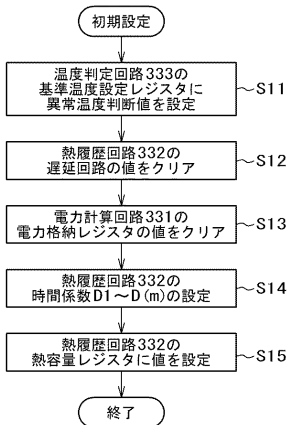 初期設定
温度判定回路333の
基準温度設定レジスタに
異常温度判断値を設定
S11
熱履歴回路332の
遅延回路の値をクリア
S12
電力計算回路331の
電力格納レジスタの値をクリア
S13
熱履歴回路332の
時間係数D1～D(m)の設定
S14
熱履歴回路332の
熱容量レジスタに値を設定
S15
終了